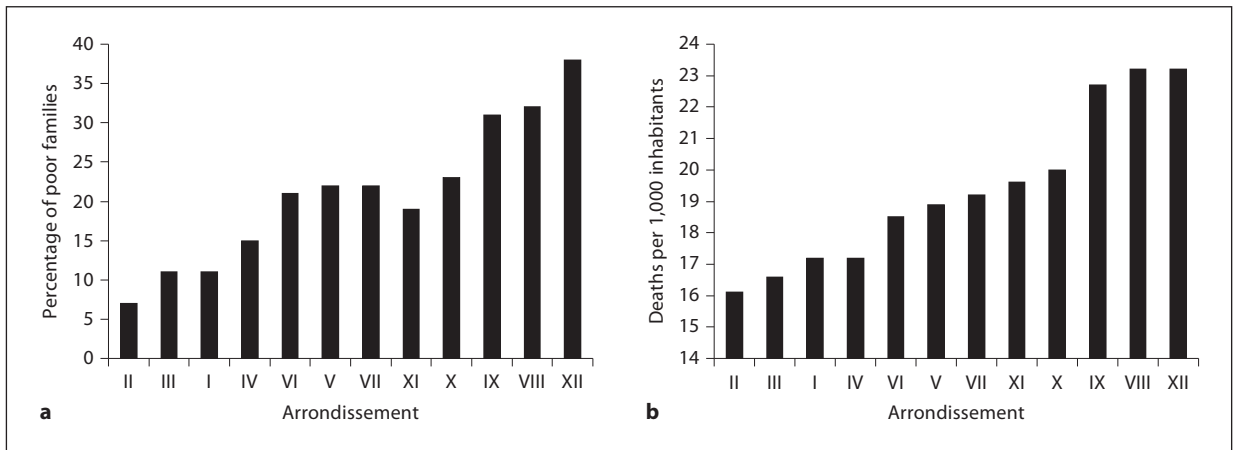 Percentage of poor families
40
35
30
25
20
15
10
5
0
II III I IV VI V VII XI X IX VIII XII
Arrondissement
a
Deaths per 1,000 inhabitants
24
23
22
21
20
19
18
17
16
15
14
II III I IV VI V VII XI X IX VIII XII
Arrondissement
b